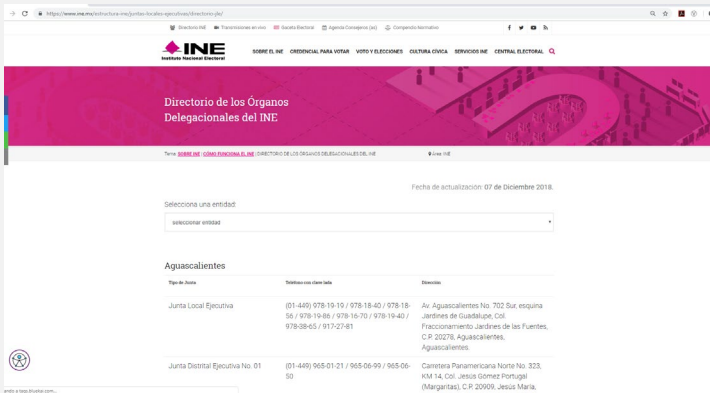 https://www.ine.mx/estructura-ine/juntas-locales-ejecutivas/directorio-jle/
Directorio INE Transmisiones en vivo Gaceta Electoral Agenda Consejeros (as) Compendio Normativo
INE
Instituto Nacional Electoral
SOBRE EL INE CREDENCIAL PARA VOTAR VOTO Y ELECCIONES CULTURA CÍVICA SERVICIOS INE CENTRAL ELECTORAL
Directorio de los Órganos
Delegacionales del INE
Tema: SOBRE INE | CÓMO FUNCIONA EL INE | DIRECTORIO DE LOS ÓRGANOS DELEGACIONALES DEL INE Área: INE
Fecha de actualización: 07 de Diciembre 2018.
Selecciona una entidad:
seleccionar entidad
Aguascalientes
Tipo de Junta Teléfono con clave lada Dirección
Junta Local Ejecutiva (01-449) 978-19-19 / 978-18-40 / 978-18- Av. Aguascalientes No. 702 Sur, esquina
56 / 978-19-86 / 978-16-70 / 978-19-40 / Jardines de Guadalupe, Col.
978-38-65 / 917-27-81 Fraccionamiento Jardines de las Fuentes,
C.P. 20278, Aguascalientes,
Aguascalientes.
Junta Distrital Ejecutiva No. 01 (01-449) 965-01-21 / 965-06-99 / 965-06- Carretera Panamericana Norte No. 323,
50 KM 14, Col. Jesús Gómez Portugal
(Margaritas), C.P. 20909, Jesús María,